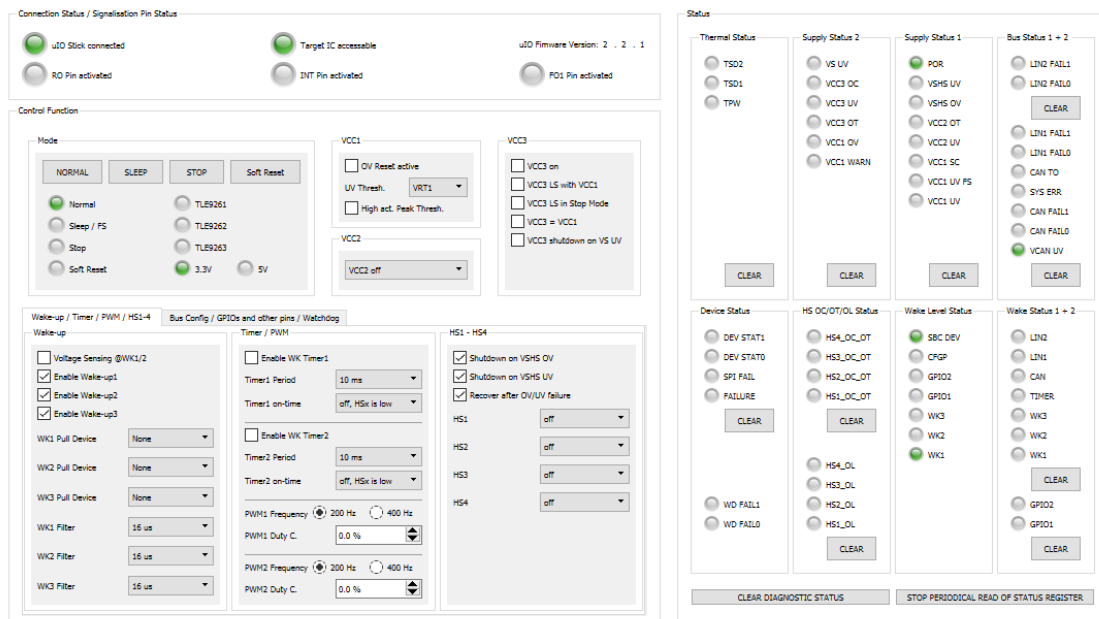 Connection Status / Signalisation Pin Status
uIO Stick connected
Target IC accessable
uIO Fimware Version: 2 . 2 . 1
RO Pin activated
INT Pin activated
FO1 Pin activated
Control Function
Mode
NORMAL
SLEEP
STOP
Soft Reset
Normal
TLE9261
Sleep / FS
TLE9262
Stop
TLE9263
Soft Reset
3.3V
5V
VCC1
OV Reset active
UV Thresh.
VRT1
High act. Peak Thresh.
VCC2
VCC2 off
VCC3
VCC3 on
VCC3 LS with VCC1
VCC3 LS in Stop Mode
VCC3 = VCC1
VCC3 shutdown on VS UV
Wake-up / Timer / PWM / HS1-4
Bus Config / GPIOs and other pins / Watchdog
Wake-up
Voltage Sensing @WK1/2
Enable Wake-up1
Enable Wake-up2
Enable Wake-up3
WK1 Pull Device
None
WK2 Pull Device
None
WK3 Pull Device
None
WK1 Filter
16 us
WK2 Filter
16 us
WK3 Filter
16 us
Timer / PWM
Enable WK Timer1
Timer1 Period
10 ms
Timer1 on-time
off, HSx is low
Enable WK Timer2
Timer2 Period
10 ms
Timer2 on-time
off, HSx is low
PWM1 Frequency
200 Hz
400 Hz
PWM1 Duty C.
0.0 %
PWM2 Frequency
200 Hz
400 Hz
PWM2 Duty C.
0.0 %
HS1 - HS4
Shutdown on VSHS OV
Shutdown on VSHS UV
Recover after OV/UV failure
HS1
off
HS2
off
HS3
off
HS4
off
Status
Thermal Status
TSD2
TSD1
TPW
CLEAR
Supply Status 2
VS UV
VCC3 OC
VCC3 UV
VCC3 OT
VCC1 OV
VCC1 WARN
CLEAR
Supply Status 1
POR
VSHS UV
VSHS OV
VCC2 OT
VCC2 UV
VCC1 SC
VCC1 UV FS
VCC1 UV
CLEAR
Bus Status 1 + 2
LIN2 FAIL1
LIN2 FAIL0
CLEAR
LIN1 FAIL1
LIN1 FAIL0
CAN TO
SYS ERR
CAN FAIL1
CAN FAIL0
VCAN UV
CLEAR
Device Status
DEV STAT1
DEV STAT0
SPI FAIL
FAILURE
CLEAR
WD FAIL1
WD FAIL0
HS OC/OT/OL Status
HS4_OC_OT
HS3_OC_OT
HS2_OC_OT
HS1_OC_OT
CLEAR
HS4_OL
HS3_OL
HS2_OL
HS1_OL
CLEAR
Wake Level Status
SBC DEV
CFGP
GPIO2
GPIO1
WK3
WK2
WK1
Wake Status 1 + 2
LIN2
LIN1
CAN
TIMER
WK3
WK2
WK1
CLEAR
GPIO2
GPIO1
CLEAR
CLEAR DIAGNOSTIC STATUS
STOP PERIODICAL READ OF STATUS REGISTER